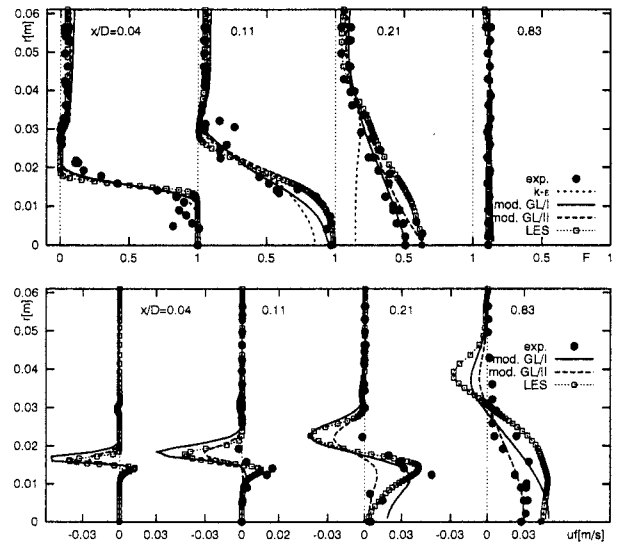 r[m]
0.06
x/D=0.04
0.11
0.21
0.83
0.05
0.04
0.03
0.02
exp.
κ-ε
0.01
mod. GL/I
mod. GL/II
LES
0
0 0.5 1 0.5 1 0.5 1 0.5 F 1
r[m]
0.06
x/D=0.04
0.11
0.21
0.83
0.05
exp.
mod. GL/I
0.04
mod. GL/II
LES
0.03
0.02
0.01
0
-0.03 0 -0.03 0 0.02 -0.03 0 0.03 -0.03 0 0.03 uf[m/s]